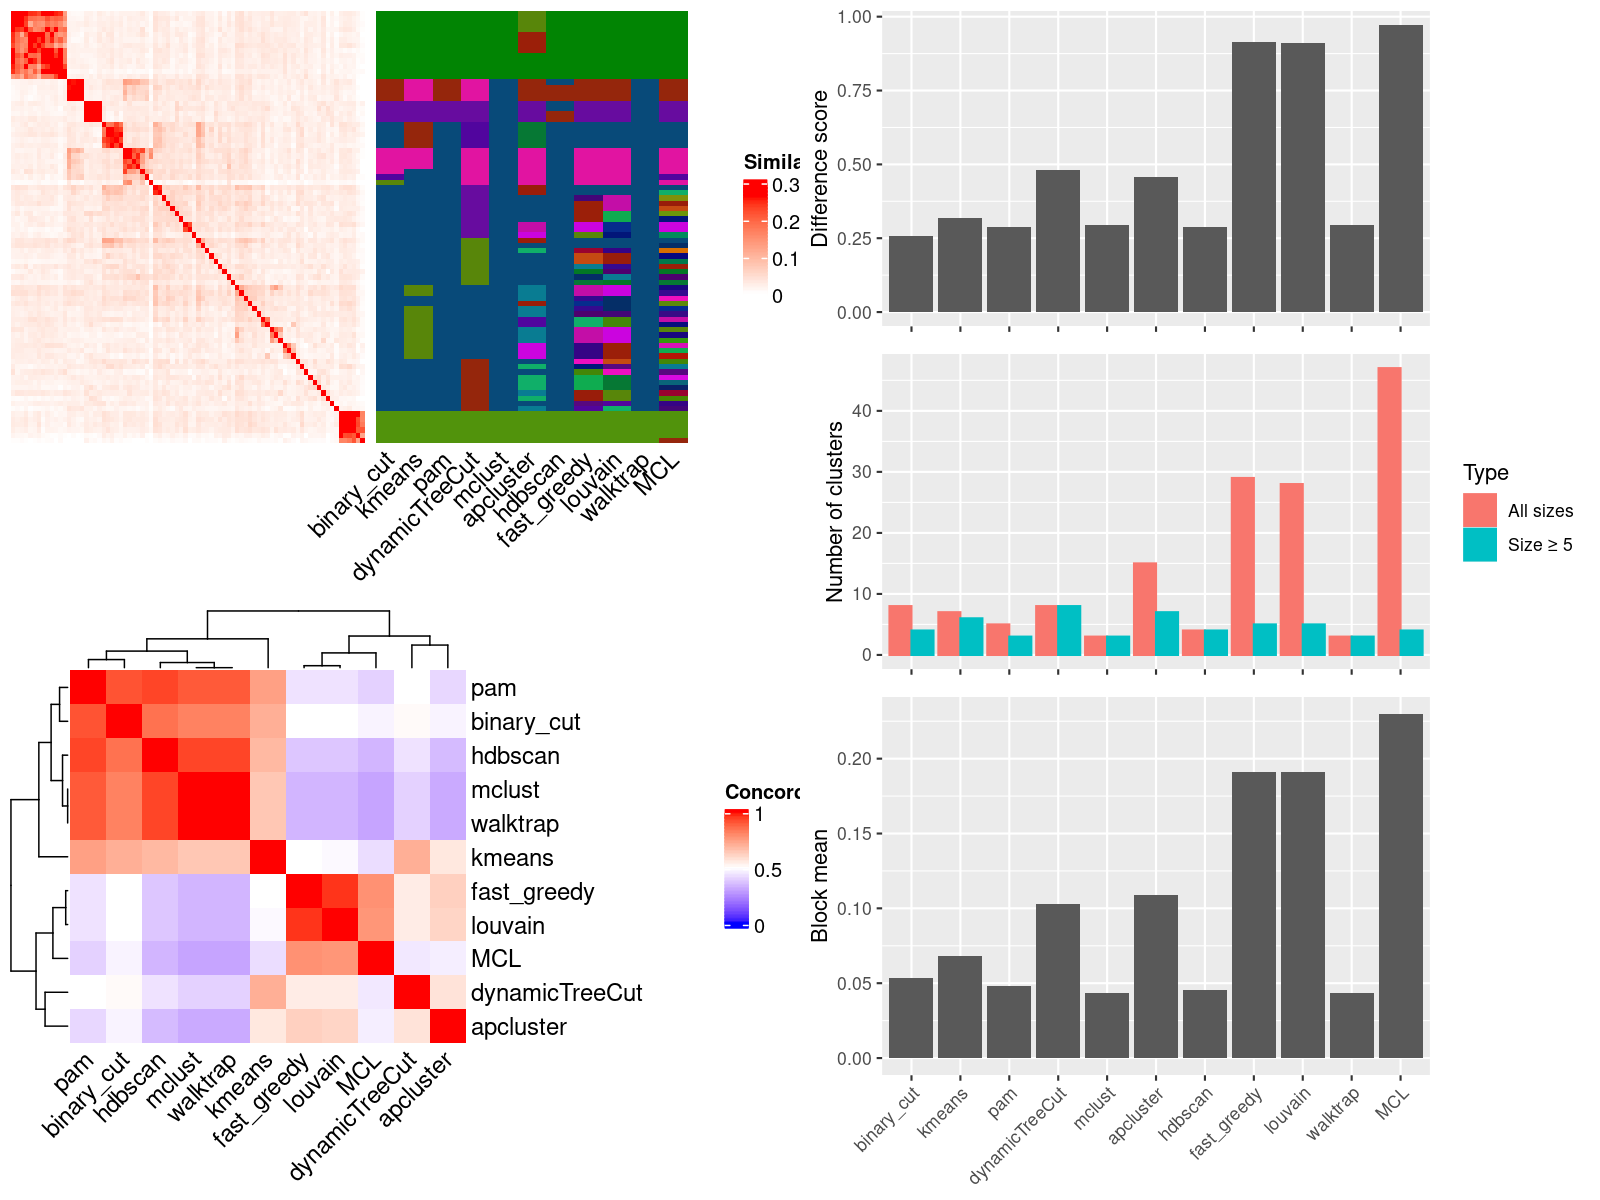 Simila
0.3
0.2
0.1
0
binary_cut
kmeans
pam
dynamicTreeCut
mclust
apcluster
hdbscan
fast_greedy
louvain
walktrap
MCL
Difference score
1.00
0.75
0.50
0.25
0.00
Number of clusters
40
30
20
10
0
Type
All sizes
Size ≥ 5
pam
binary_cut
hdbscan
mclust
walktrap
kmeans
fast_greedy
louvain
MCL
dynamicTreeCut
apcluster
pam
binary_cut
hdbscan
mclust
walktrap
kmeans
fast_greedy
louvain
MCL
dynamicTreeCut
apcluster
Concord
1
0.5
0
Block mean
0.20
0.15
0.10
0.05
0.00
binary_cut
kmeans
pam
dynamicTreeCut
mclust
apcluster
hdbscan
fast_greedy
louvain
walktrap
MCL